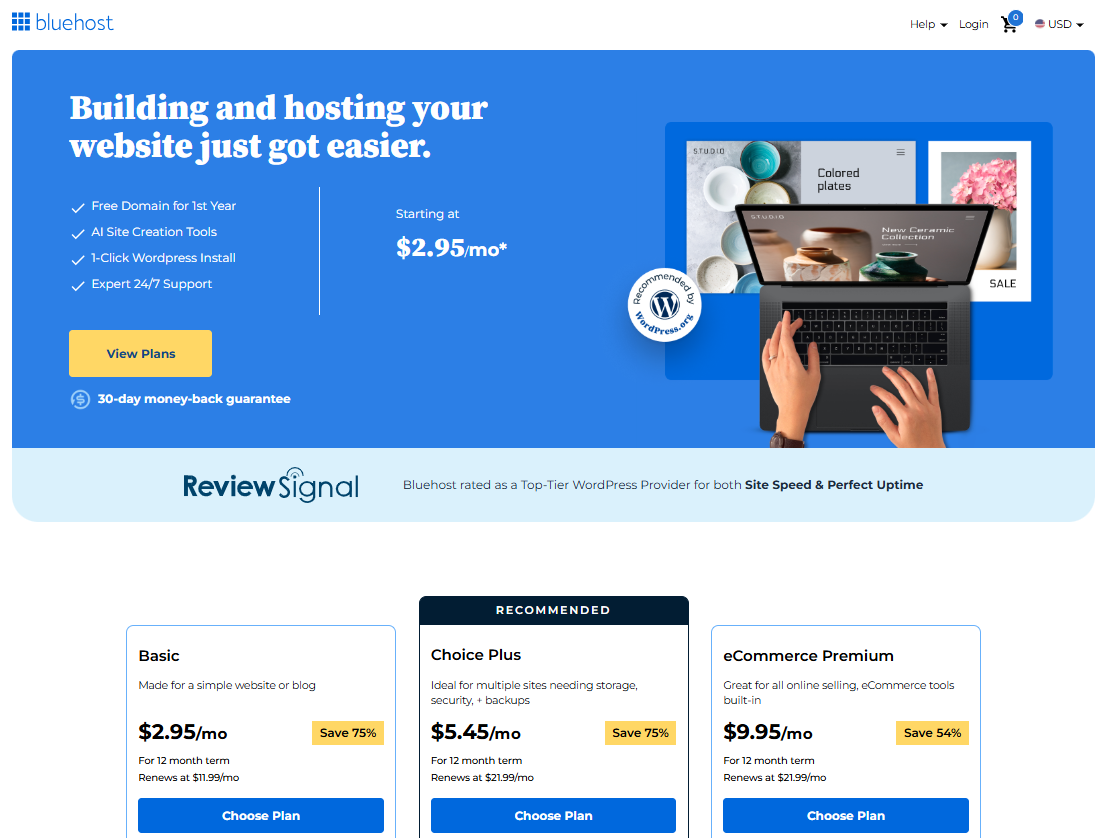 bluehost
Help
Login
0
USD
Building and hosting your
website just got easier.
Free Domain for 1st Year
AI Site Creation Tools
1-Click Wordpress Install
Expert 24/7 Support
Starting at
$2.95/mo*
View Plans
30-day money-back guarantee
STUDIO
Colored
plates
STUDIO
New Ceramic
Collection
SALE
Recommended by
WordPress.org
ReviewSignal
Bluehost rated as a Top-Tier WordPress Provider for both Site Speed & Perfect Uptime
Basic
Made for a simple website or blog
$2.95/mo
Save 75%
For 12 month term
Renews at $11.99/mo
Choose Plan
RECOMMENDED
Choice Plus
Ideal for multiple sites needing storage,
security, + backups
$5.45/mo
Save 75%
For 12 month term
Renews at $21.99/mo
Choose Plan
eCommerce Premium
Great for all online selling, eCommerce tools
built-in
$9.95/mo
Save 54%
For 12 month term
Renews at $21.99/mo
Choose Plan